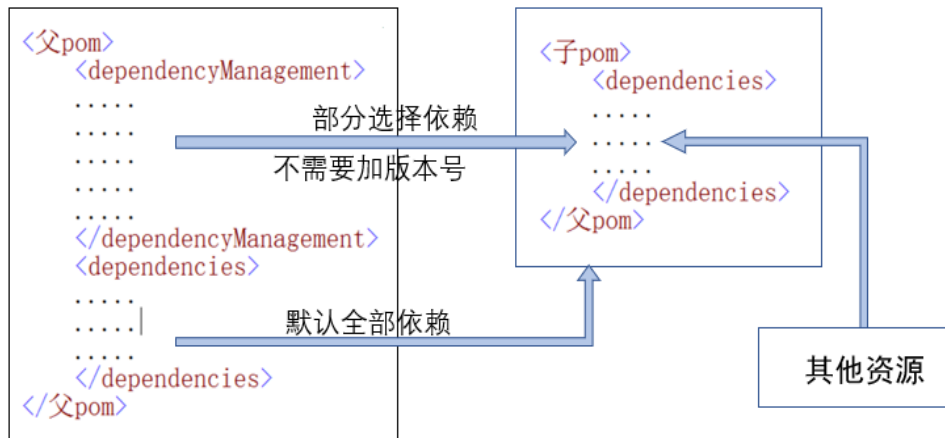 <父pom>
<dependencyManagement>
.....
.....
.....
.....
.....
</dependencyManagement>
<dependencies>
.....
.....
.....
</dependencies>
</父pom>
部分选择依赖
不需要加版本号
默认全部依赖
<子pom>
<dependencies>
.....
.....
.....
</dependencies>
</父pom>
其他资源